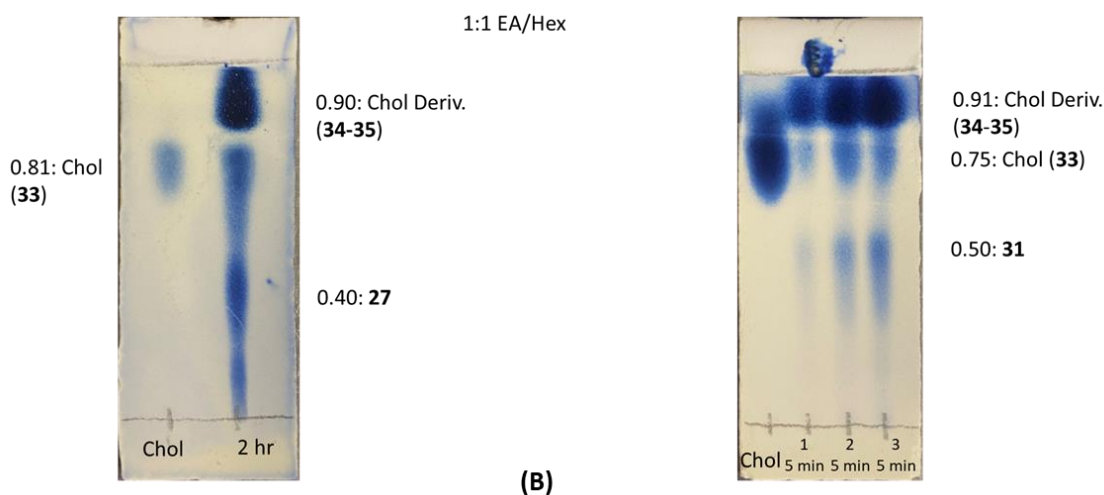 1:1 EA/Hex
0.81: Chol
(33)
0.90: Chol Deriv.
(34-35)
0.40: 27
Chol
2 hr
0.91: Chol Deriv.
(34-35)
0.75: Chol (33)
0.50: 31
Chol
1
5 min
2
5 min
3
5 min
(B)